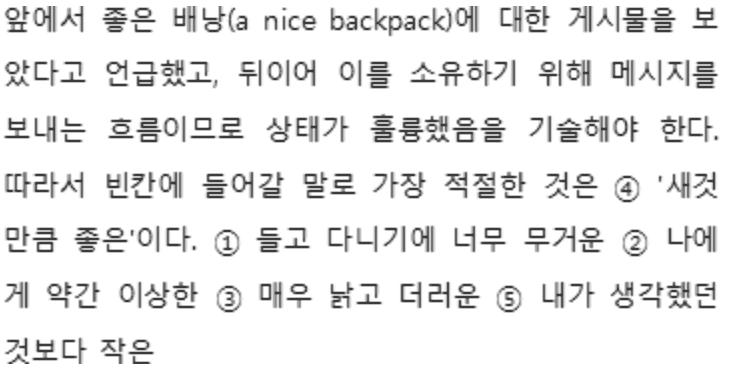 앞에서 좋은 배낭(a nice backpack)에 대한 게시물을 보
았다고 언급했고, 뒤이어 이를 소유하기 위해 메시지를
보내는 흐름이므로 상태가 훌륭했음을 기술해야 한다.
따라서 빈칸에 들어갈 말로 가장 적절한 것은 ④ '새것
만큼 좋은'이다. ① 들고 다니기에 너무 무거운 ② 나에
게 약간 이상한 ③ 매우 낡고 더러운 ⑤ 내가 생각했던
것보다 작은